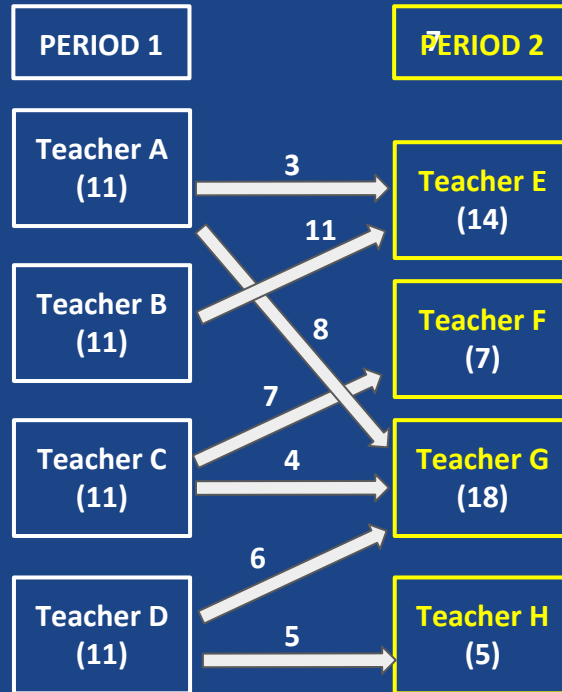 PERIOD 1
7
PERIOD 2
Teacher A
(11)
3
Teacher E
(14)
11
Teacher B
(11)
8
Teacher F
(7)
7
Teacher C
(11)
4
Teacher G
(18)
6
Teacher D
(11)
5
Teacher H
(5)